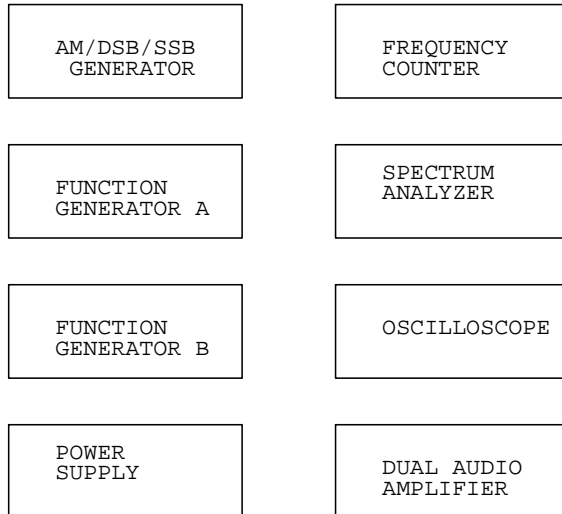 AM/DSB/SSB
GENERATOR
FREQUENCY
COUNTER
FUNCTION
GENERATOR A
SPECTRUM
ANALYZER
FUNCTION
GENERATOR B
OSCILLOSCOPE
POWER
SUPPLY
DUAL AUDIO
AMPLIFIER